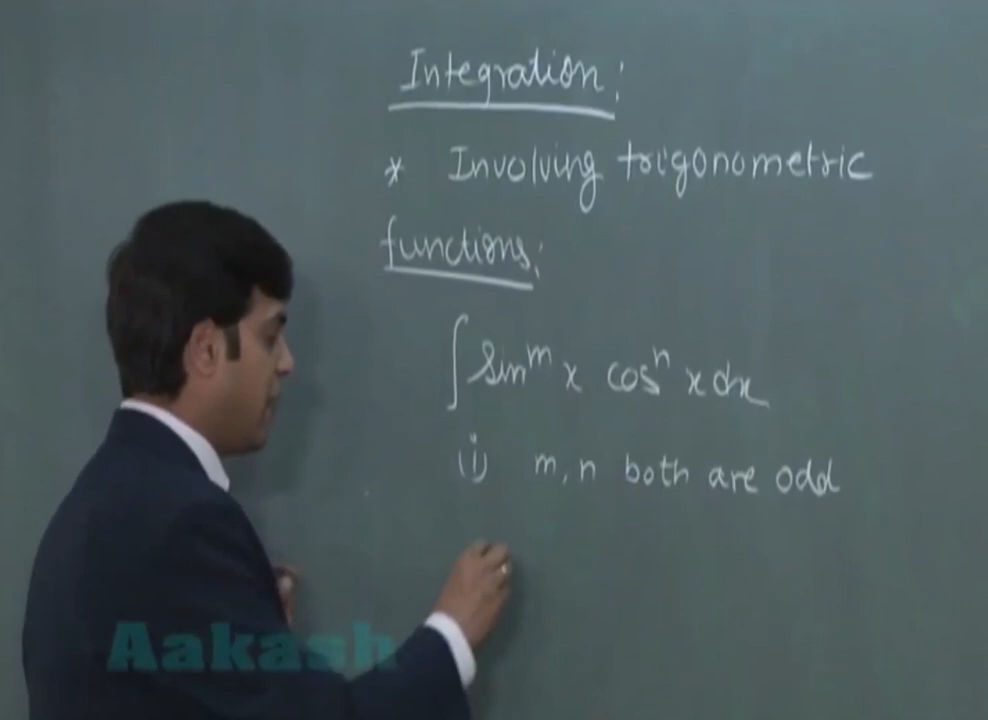 Integration:
* Involving trigonometric
functions:
∫ sin^m x cos^n x dx
(i) m, n both are odd
Aakash